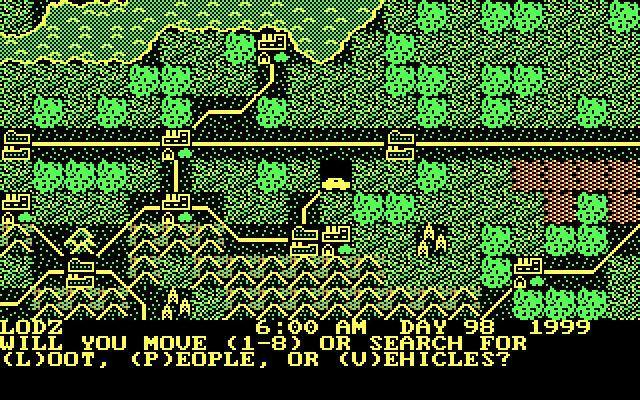 LODZ 6:00 AM DAY 98 1999
WILL YOU MOVE (1-8) OR SEARCH FOR
(L)OOT, (P)EOPLE, OR (V)EHICLES?